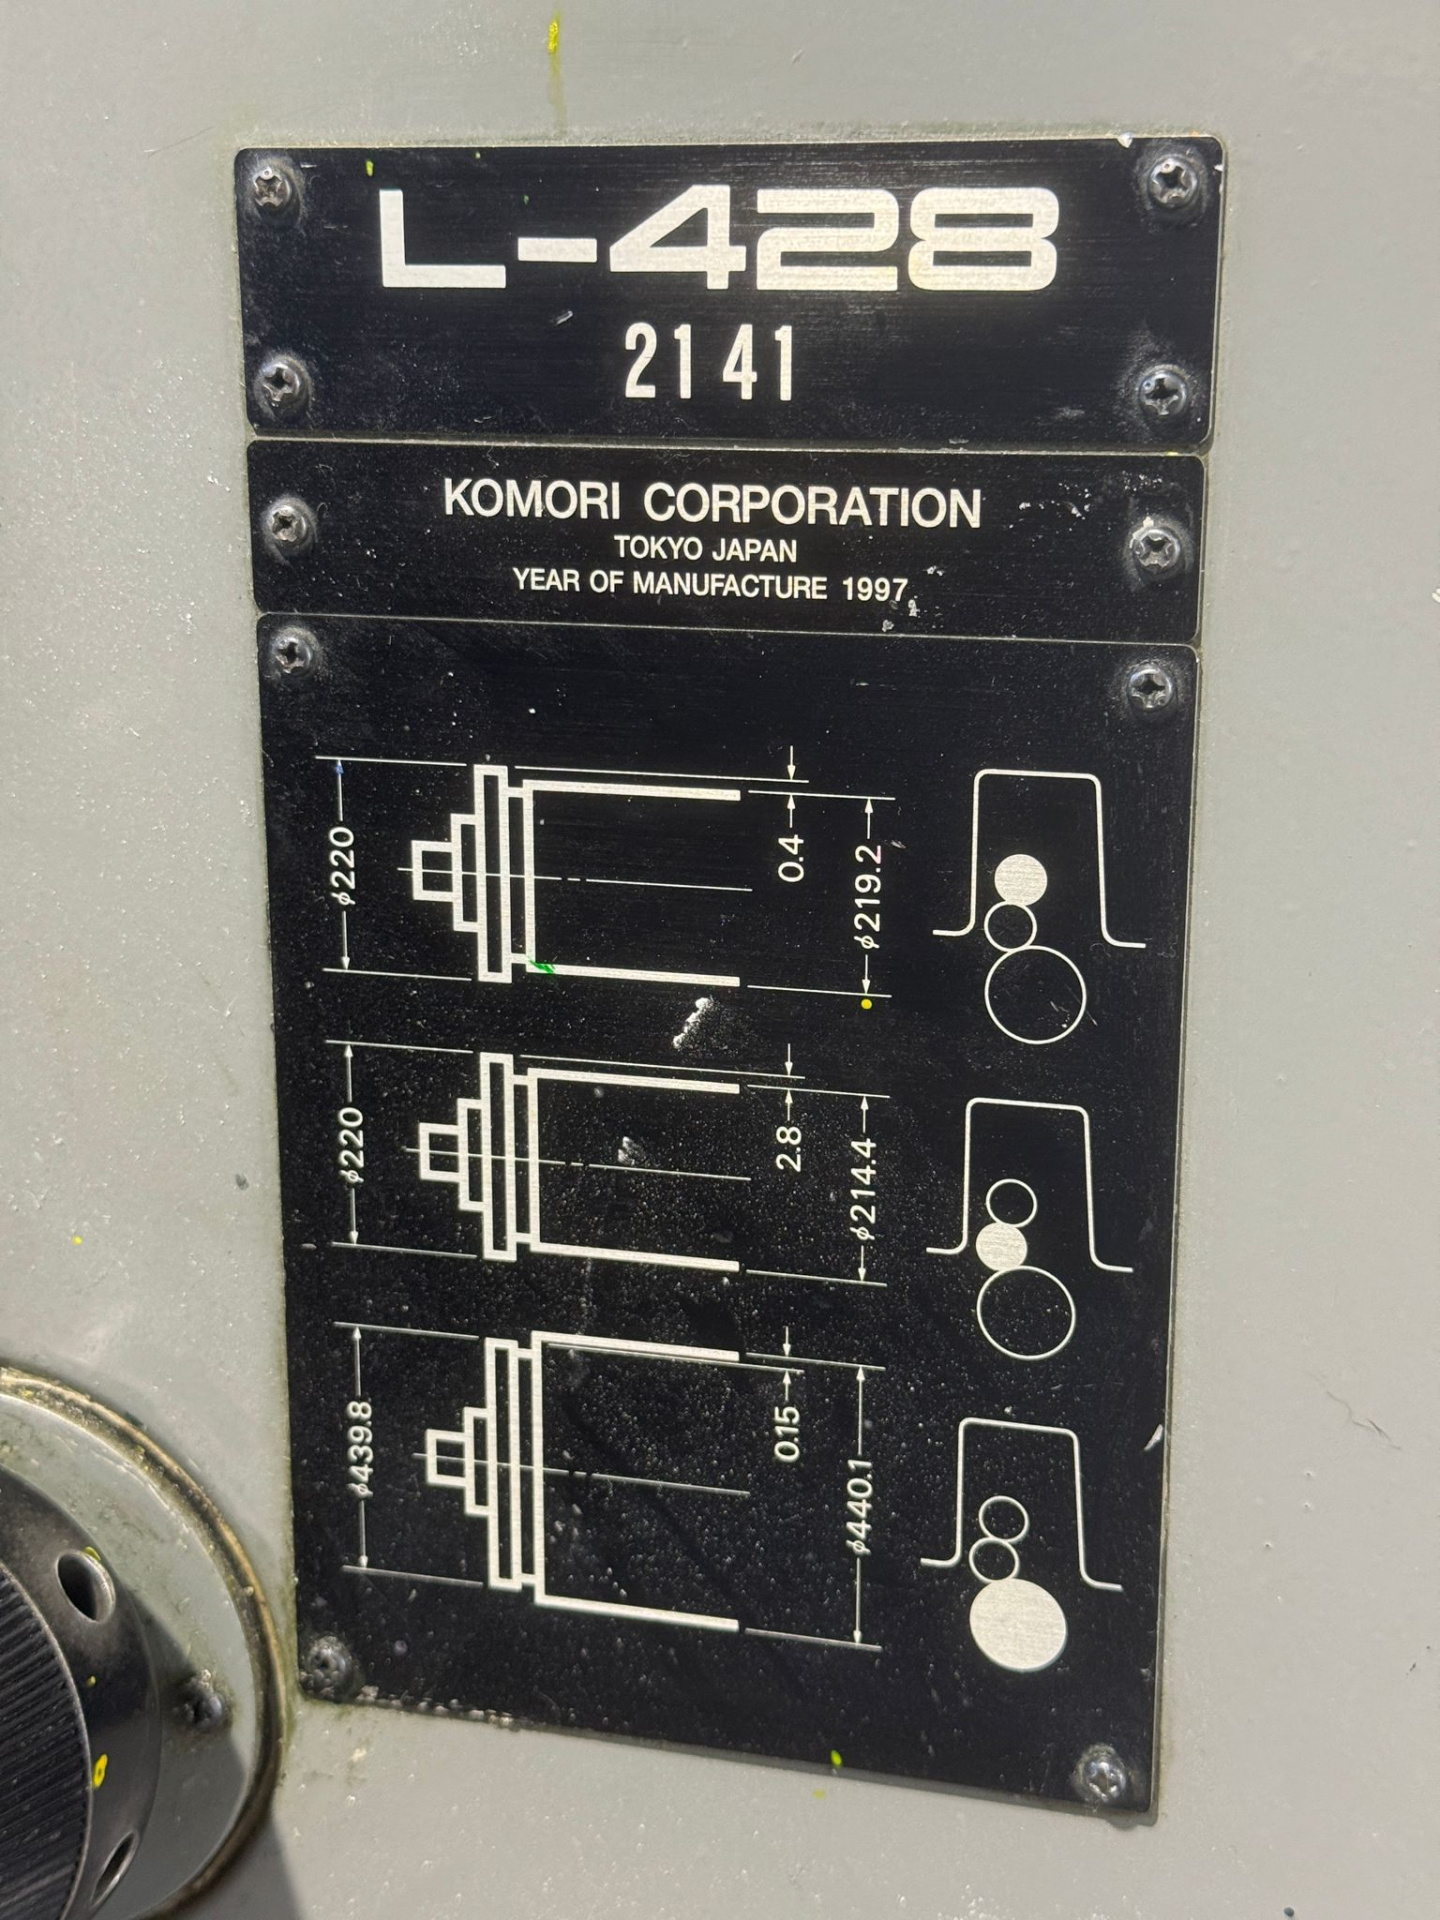 L-428
2141
KOMORI CORPORATION
TOKYO JAPAN
YEAR OF MANUFACTURE 1997
φ220
0.4
φ219.2
φ220
2.8
φ214.4
φ439.8
0.15
φ440.1